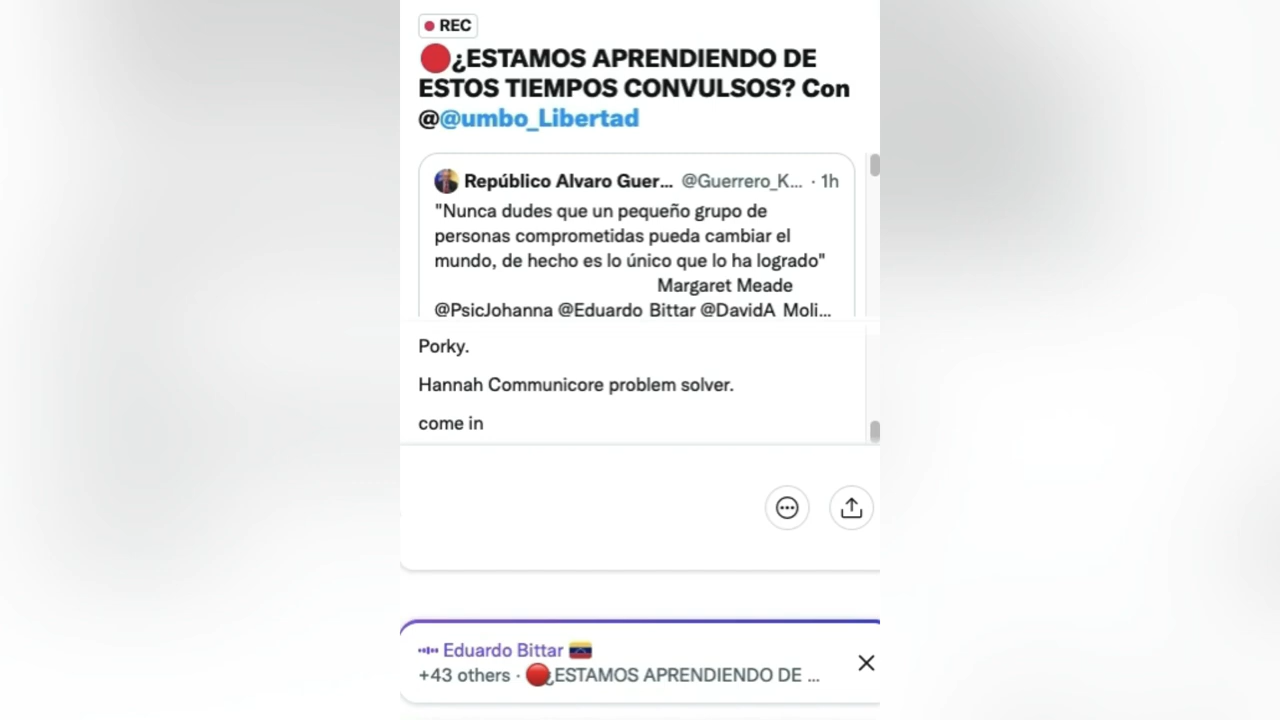 REC
🔴¿ESTAMOS APRENDIENDO DE
ESTOS TIEMPOS CONVULSOS? Con
@@umbo_Libertad
Repúblico Alvaro Guer... @Guerrero_K... · 1h
"Nunca dudes que un pequeño grupo de
personas comprometidas pueda cambiar el
mundo, de hecho es lo único que lo ha logrado"
Margaret Meade
@PsicJohanna @Eduardo_Bittar @DavidA_Moli...
Porky.
Hannah Communicore problem solver.
come in
Eduardo Bittar 🇻🇪
+43 others · 🔴¿ESTAMOS APRENDIENDO DE ...